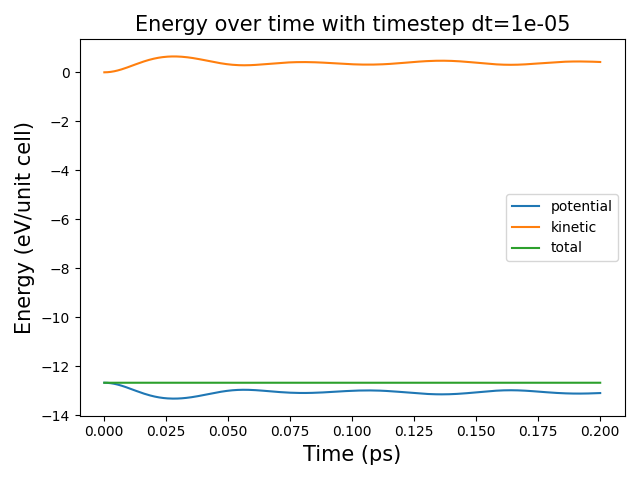 Energy over time with timestep dt=1e-05
Energy (eV/unit cell)
0
−2
−4
−6
−8
−10
−12
−14
potential
kinetic
total
0.000 0.025 0.050 0.075 0.100 0.125 0.150 0.175 0.200
Time (ps)